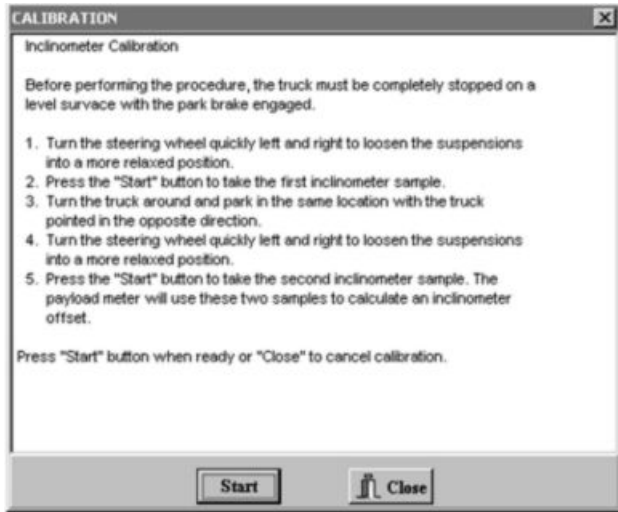 CALIBRATION
Inclinometer Calibration
Before performing the procedure, the truck must be completely stopped on a
level survace with the park brake engaged.
1. Turn the steering wheel quickly left and right to loosen the suspensions
into a more relaxed position.
2. Press the "Start" button to take the first inclinometer sample.
3. Turn the truck around and park in the same location with the truck
pointed in the opposite direction.
4. Turn the steering wheel quickly left and right to loosen the suspensions
into a more relaxed position.
5. Press the "Start" button to take the second inclinometer sample. The
payload meter will use these two samples to calculate an inclinometer
offset.
Press "Start" button when ready or "Close" to cancel calibration.
Start
Close